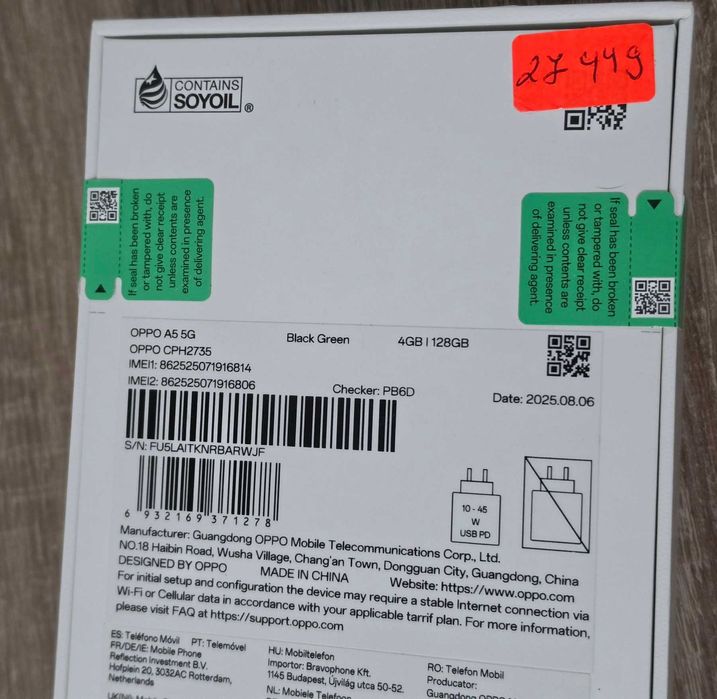 CONTAINS
SOYOIL®
27 449
If seal has been broken
or tampered with, do
not give clear receipt
unless contents are
examined in presence
of delivering agent.
If seal has been broken
or tampered with, do
not give clear receipt
unless contents are
examined in presence
of delivering agent.
OPPO A5 5G Black Green 4GB | 128GB
OPPO CPH2735
IMEI1: 862525071916814
IMEI2: 862525071916806 Checker: PB6D Date: 2025.08.06
S/N: FU5LAITKNRBARWJF
6 932169 371278
10 - 45
W
USB PD
Manufacturer: Guangdong OPPO Mobile Telecommunications Corp., Ltd.
NO.18 Haibin Road, Wusha Village, Chang'an Town, Dongguan City, Guangdong, China
DESIGNED BY OPPO MADE IN CHINA Website: https://www.oppo.com
For initial setup and configuration the device may require a stable Internet connection via
Wi-Fi or Cellular data in accordance with your applicable tarrif plan. For more information,
please visit FAQ at https://support.oppo.com
ES: Teléfono Móvil PT: Telemóvel
FR/DE/IE: Mobile Phone
Reflection Investment B.V.
Hofplein 20, 3032AC Rotterdam,
Netherlands
HU: Mobiltelefon
Importor: Bravophone Kft.
1145 Budapest, Újvilág utca 50-52.
NL: Mobiele Telefoon
RO: Telefon Mobil
Producator:
Guangdong OPPO